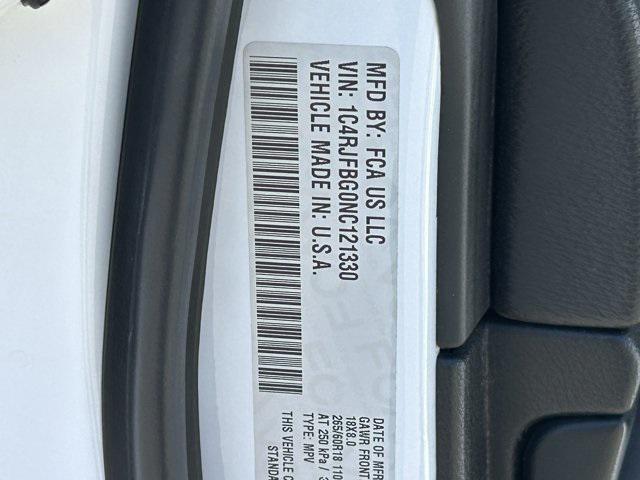 MFD BY: FCA US LLC
VIN: 1C4RJFBG0NC121330
VEHICLE MADE IN: U.S.A.
DATE OF MFR
GAWR FRONT
18X8.0
265/60R18 110
AT 250 kPa /
TYPE: MPV
THIS VEHICLE
STANDA